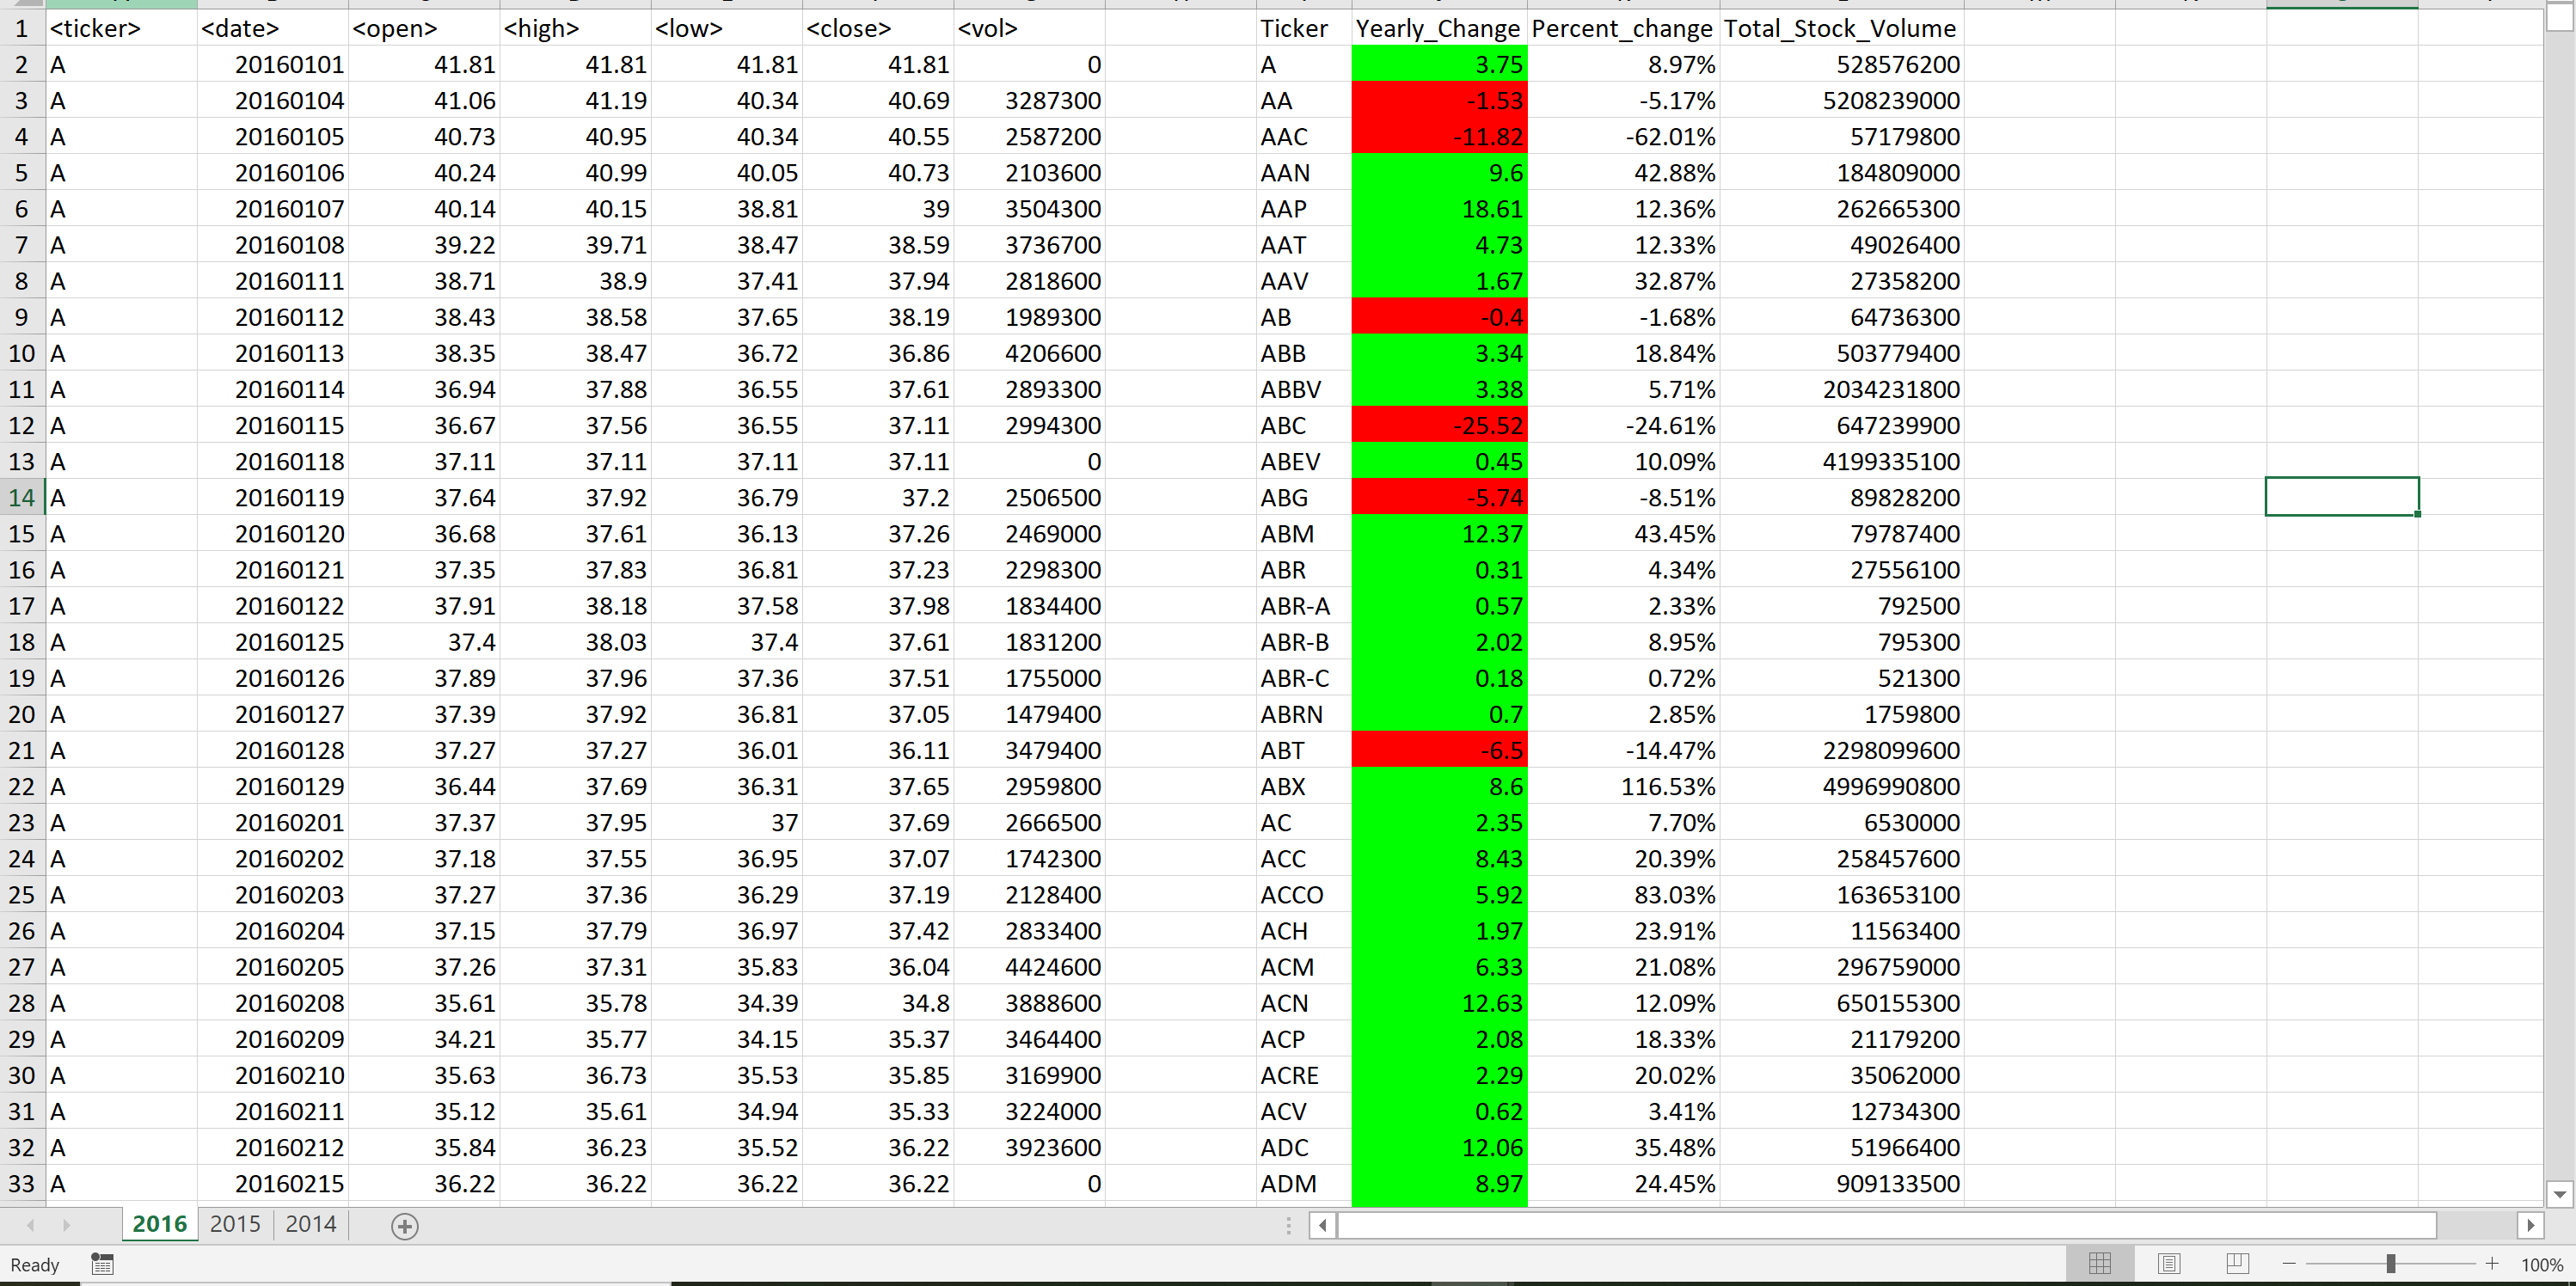 1 <ticker> <date> <open> <high> <low> <close> <vol> Ticker Yearly_Change Percent_change Total_Stock_Volume
2 A 20160101 41.81 41.81 41.81 41.81 0 A 3.75 8.97% 528576200
3 A 20160104 41.06 41.19 40.34 40.69 3287300 AA -1.53 -5.17% 5208239000
4 A 20160105 40.73 40.95 40.34 40.55 2587200 AAC -11.82 -62.01% 57179800
5 A 20160106 40.24 40.99 40.05 40.73 2103600 AAN 9.6 42.88% 184809000
6 A 20160107 40.14 40.15 38.81 39 3504300 AAP 18.61 12.36% 262665300
7 A 20160108 39.22 39.71 38.47 38.59 3736700 AAT 4.73 12.33% 49026400
8 A 20160111 38.71 38.9 37.41 37.94 2818600 AAV 1.67 32.87% 27358200
9 A 20160112 38.43 38.58 37.65 38.19 1989300 AB -0.4 -1.68% 64736300
10 A 20160113 38.35 38.47 36.72 36.86 4206600 ABB 3.34 18.84% 503779400
11 A 20160114 36.94 37.88 36.55 37.61 2893300 ABBV 3.38 5.71% 2034231800
12 A 20160115 36.67 37.56 36.55 37.11 2994300 ABC -25.52 -24.61% 647239900
13 A 20160118 37.11 37.11 37.11 37.11 0 ABEV 0.45 10.09% 4199335100
14 A 20160119 37.64 37.92 36.79 37.2 2506500 ABG -5.74 -8.51% 89828200
15 A 20160120 36.68 37.61 36.13 37.26 2469000 ABM 12.37 43.45% 79787400
16 A 20160121 37.35 37.83 36.81 37.23 2298300 ABR 0.31 4.34% 27556100
17 A 20160122 37.91 38.18 37.58 37.98 1834400 ABR-A 0.57 2.33% 792500
18 A 20160125 37.4 38.03 37.4 37.61 1831200 ABR-B 2.02 8.95% 795300
19 A 20160126 37.89 37.96 37.36 37.51 1755000 ABR-C 0.18 0.72% 521300
20 A 20160127 37.39 37.92 36.81 37.05 1479400 ABRN 0.7 2.85% 1759800
21 A 20160128 37.27 37.27 36.01 36.11 3479400 ABT -6.5 -14.47% 2298099600
22 A 20160129 36.44 37.69 36.31 37.65 2959800 ABX 8.6 116.53% 4996990800
23 A 20160201 37.37 37.95 37 37.69 2666500 AC 2.35 7.70% 6530000
24 A 20160202 37.18 37.55 36.95 37.07 1742300 ACC 8.43 20.39% 258457600
25 A 20160203 37.27 37.36 36.29 37.19 2128400 ACCO 5.92 83.03% 163653100
26 A 20160204 37.15 37.79 36.97 37.42 2833400 ACH 1.97 23.91% 11563400
27 A 20160205 37.26 37.31 35.83 36.04 4424600 ACM 6.33 21.08% 296759000
28 A 20160208 35.61 35.78 34.39 34.8 3888600 ACN 12.63 12.09% 650155300
29 A 20160209 34.21 35.77 34.15 35.37 3464400 ACP 2.08 18.33% 21179200
30 A 20160210 35.63 36.73 35.53 35.85 3169900 ACRE 2.29 20.02% 35062000
31 A 20160211 35.12 35.61 34.94 35.33 3224000 ACV 0.62 3.41% 12734300
32 A 20160212 35.84 36.23 35.52 36.22 3923600 ADC 12.06 35.48% 51966400
33 A 20160215 36.22 36.22 36.22 36.22 0 ADM 8.97 24.45% 909133500
2016 2015 2014
Ready 100%